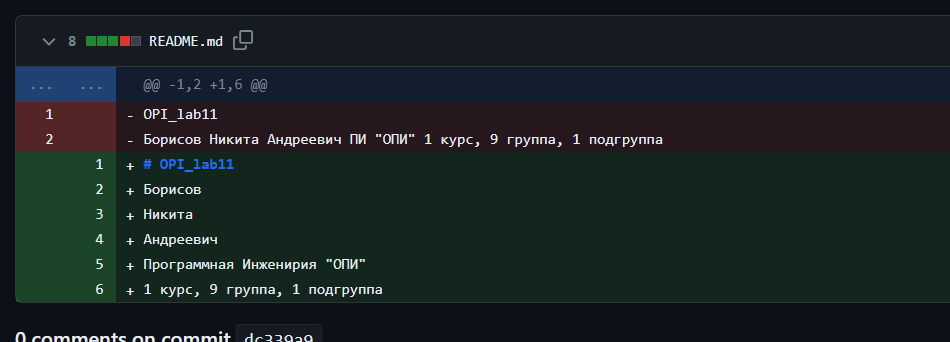 8 README.md
... ... @@ -1,2 +1,6 @@
1 - OPI_lab11
2 - Борисов Никита Андреевич ПИ "ОПИ" 1 курс, 9 группа, 1 подгруппа
1 + # OPI_lab11
2 + Борисов
3 + Никита
4 + Андреевич
5 + Программная Инженирия "ОПИ"
6 + 1 курс, 9 группа, 1 подгруппа
0 comments on commit dc339a9